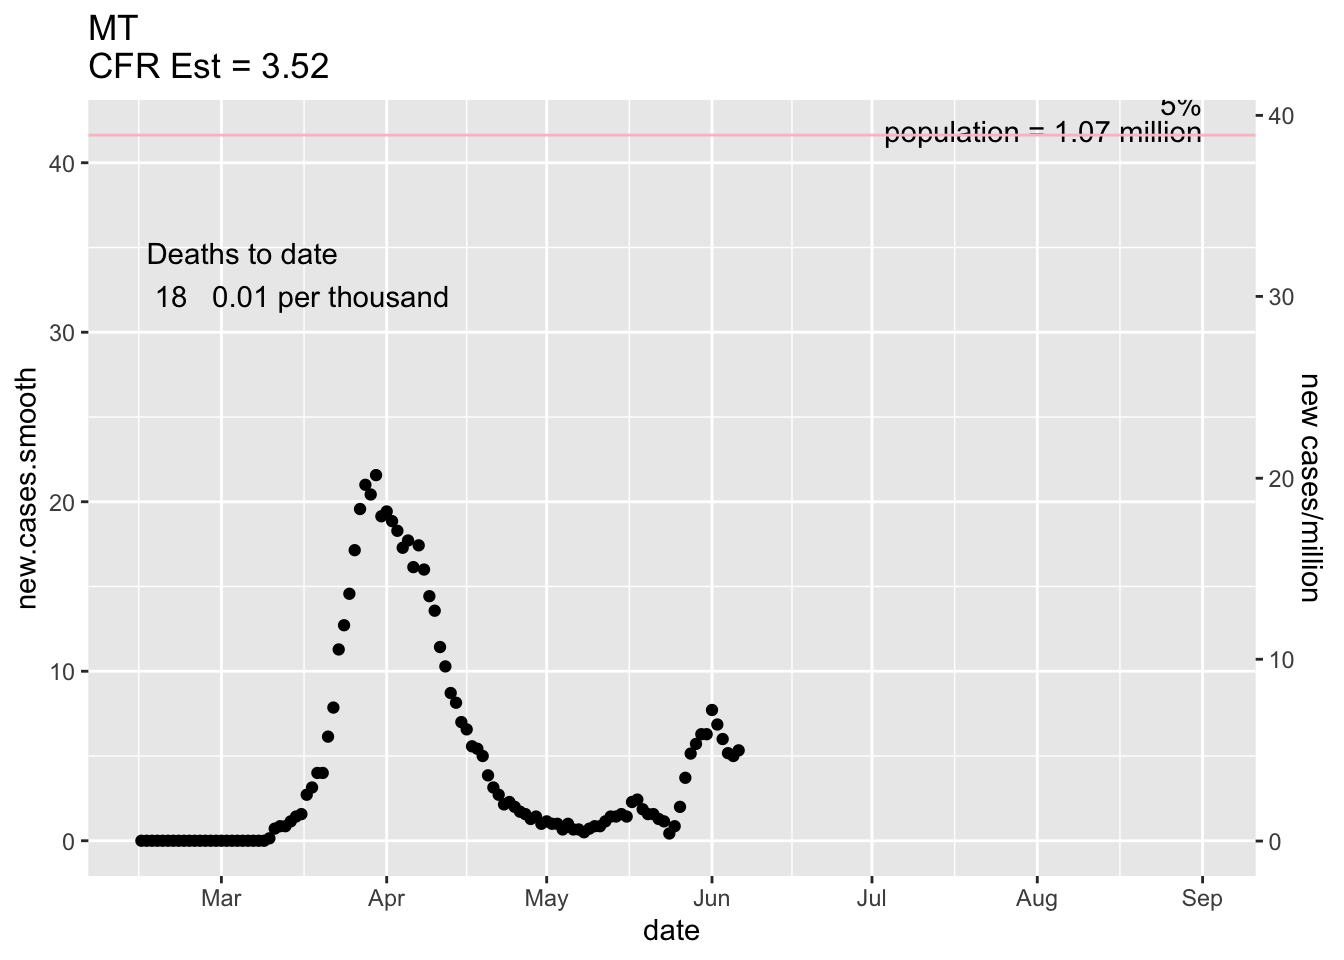 MT
CFR Est = 3.52
5%
population = 1.07 million
Deaths to date
18 0.01 per thousand
40
30
20
10
0
new.cases.smooth
40
30
20
10
0
new cases/million
Mar Apr May Jun Jul Aug Sep
date